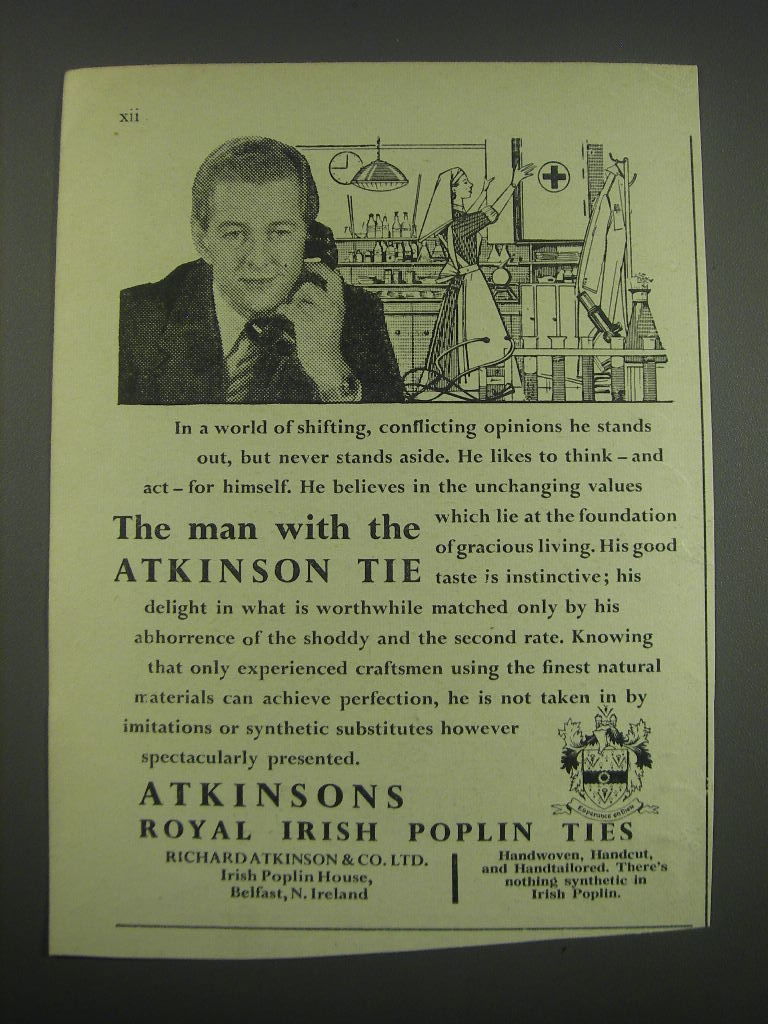 xii
In a world of shifting, conflicting opinions he stands
out, but never stands aside. He likes to think – and
act – for himself. He believes in the unchanging values
The man with the
ATKINSON TIE
which lie at the foundation
of gracious living. His good
taste is instinctive; his
delight in what is worthwhile matched only by his
abhorrence of the shoddy and the second rate. Knowing
that only experienced craftsmen using the finest natural
materials can achieve perfection, he is not taken in by
imitations or synthetic substitutes however
spectacularly presented.
ATKINSONS
ROYAL IRISH POPLIN TIES
RICHARD ATKINSON & CO. LTD.
Irish Poplin House,
Belfast, N. Ireland
Handwoven, Handcut,
and Handtailored. There's
nothing synthetic in
Irish Poplin.